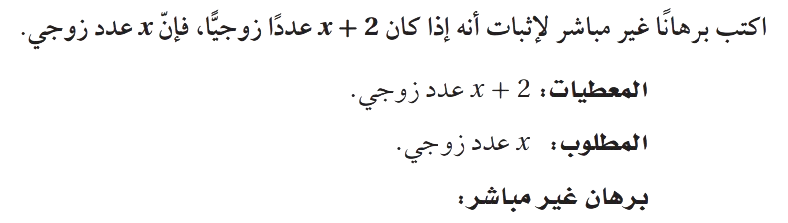 اكتب برهانًا غير مباشر لإثبات أنه إذا كان x + 2 عددًا زوجيًّا، فإنّ x عدد زوجي.
المعطيات: x + 2 عدد زوجي.
المطلوب: x عدد زوجي.
برهان غير مباشر: